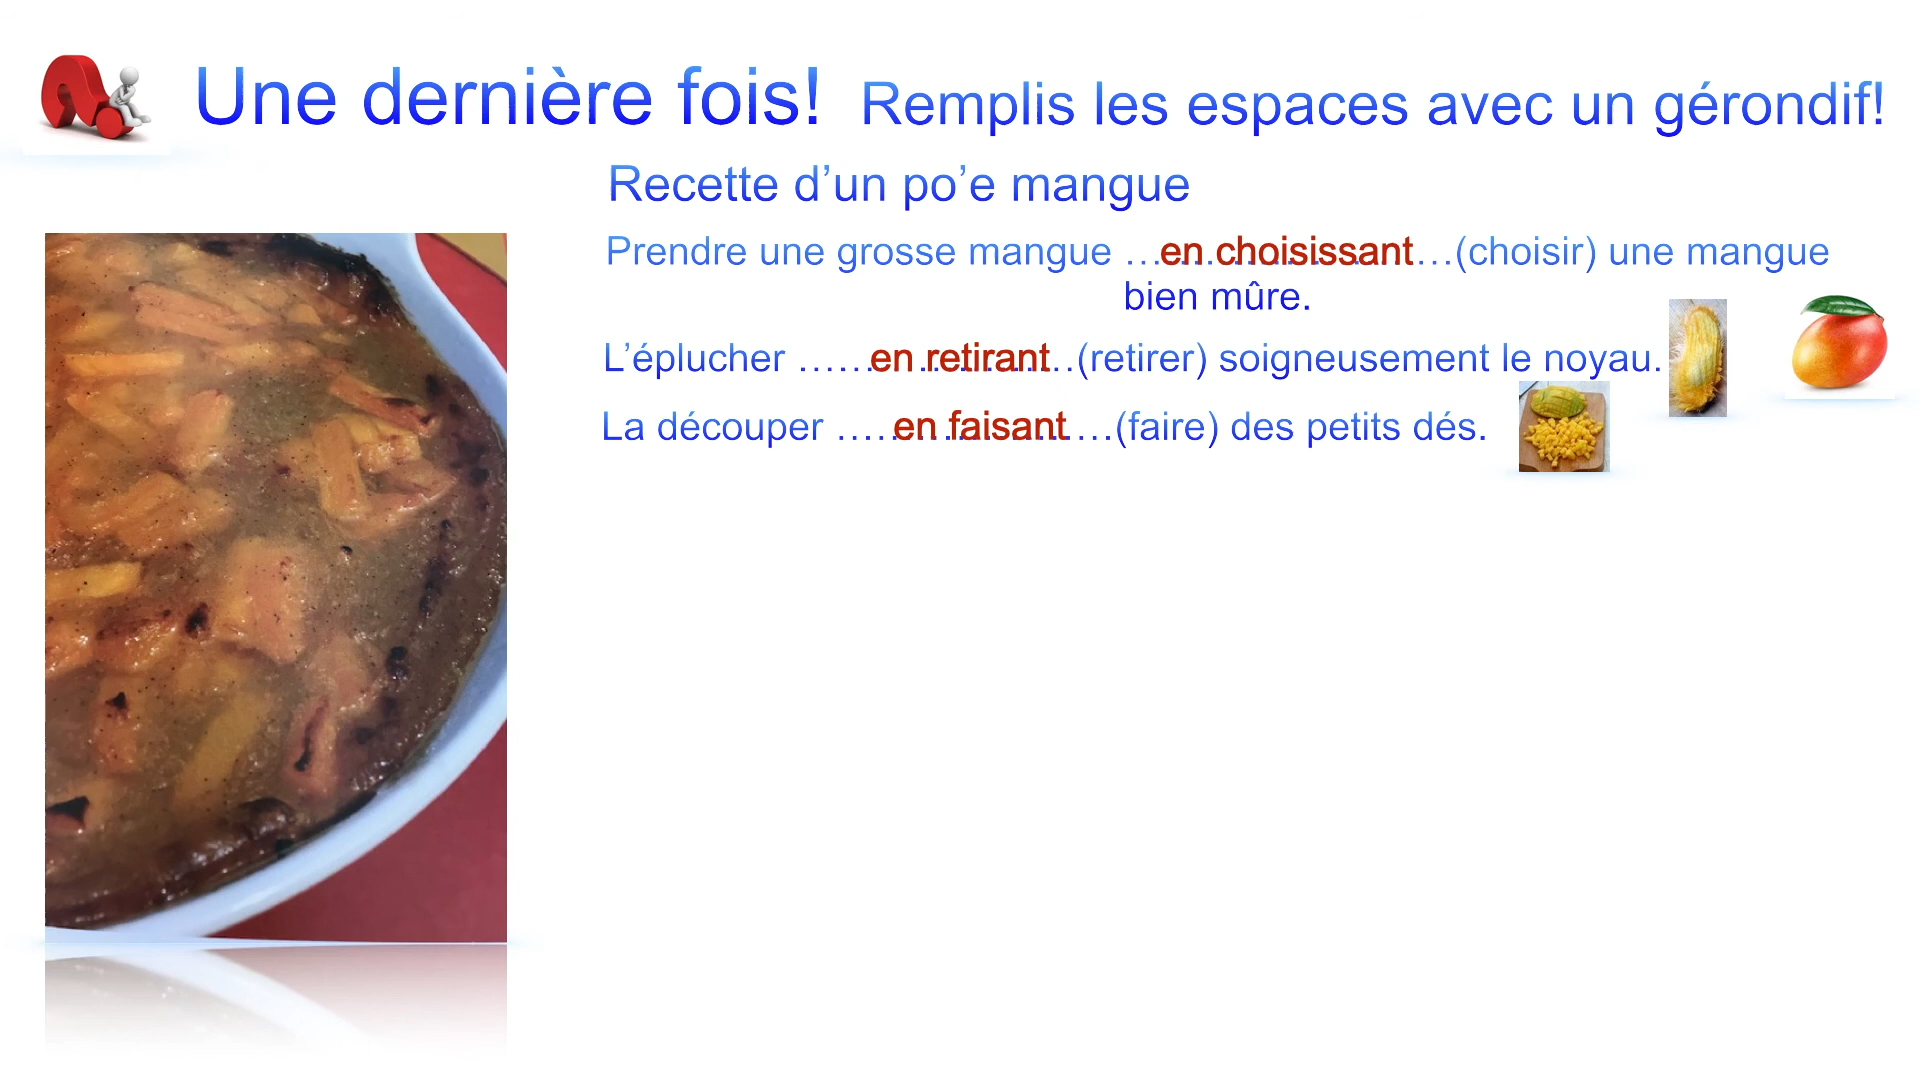 Une dernière fois! Remplis les espaces avec un gérondif!
Recette d’un po’e mangue
Prendre une grosse mangue …en choisissant…(choisir) une mangue
bien mûre.
L’éplucher ……en retirant..(retirer) soigneusement le noyau.
La découper …..en faisant….(faire) des petits dés.